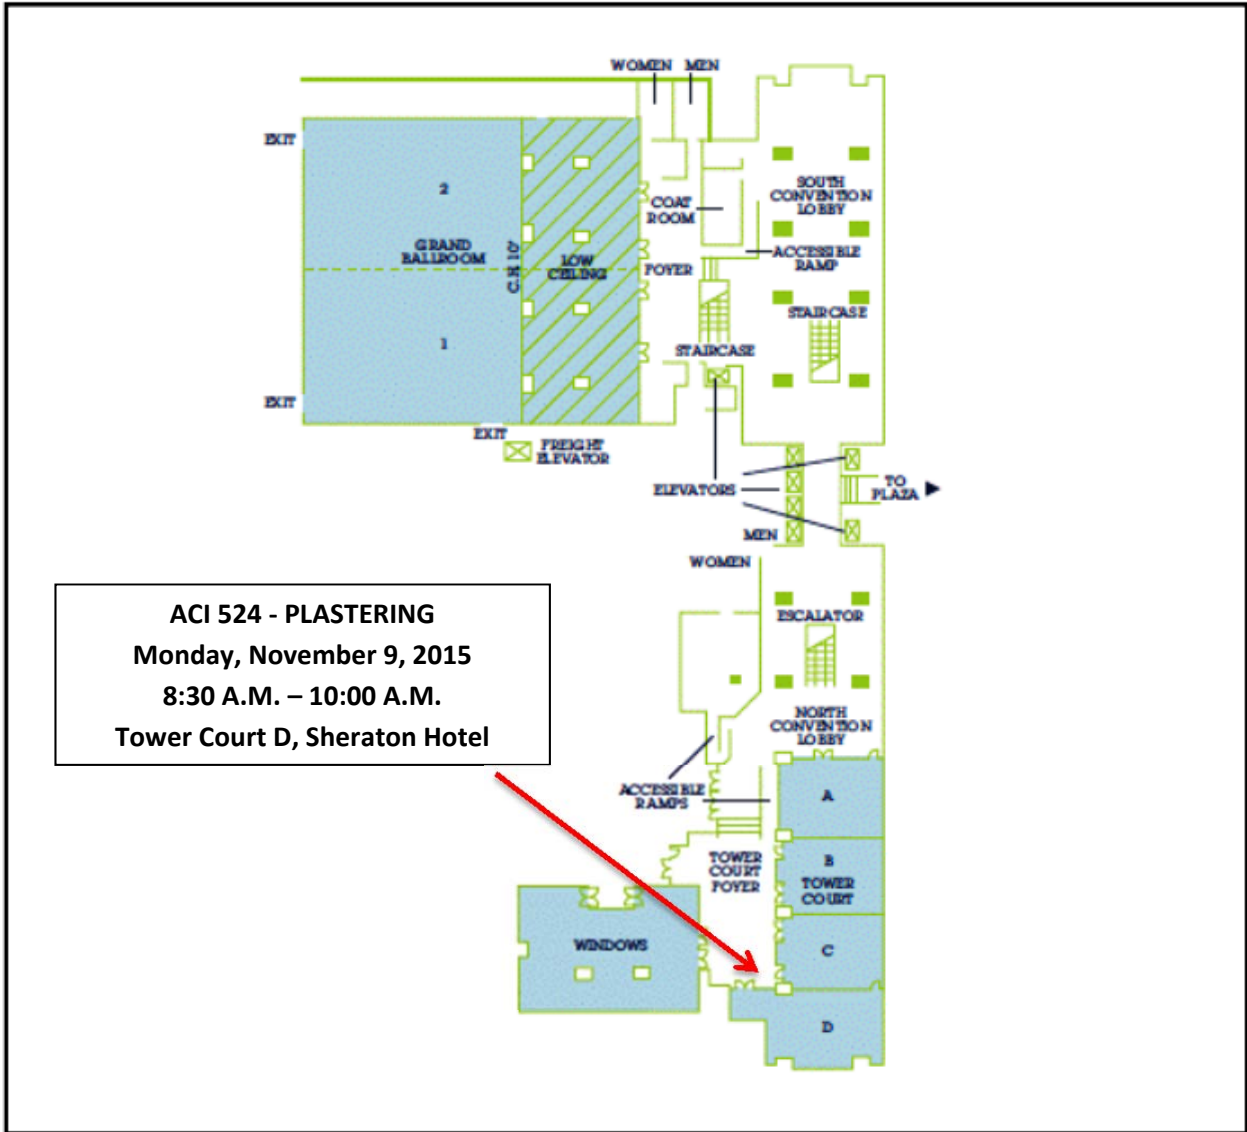 WOMEN
MEN
EXIT
2
SOUTH
CONVENTION
LOBBY
COAT
ROOM
GRAND
BALLROOM
C.H. 10'
LOW
CEILING
FOYER
ACCESSIBLE
RAMP
STAIRCASE
1
STAIRCASE
EXIT
EXIT
FREIGHT
ELEVATOR
ELEVATORS
TO
PLAZA
MEN
WOMEN
ACI 524 - PLASTERING
Monday, November 9, 2015
8:30 A.M. – 10:00 A.M.
Tower Court D, Sheraton Hotel
ESCALATOR
NORTH
CONVENTION
LOBBY
ACCESSIBLE
RAMPS
A
TOWER
COURT
FOYER
B
TOWER
COURT
WINDOWS
C
D